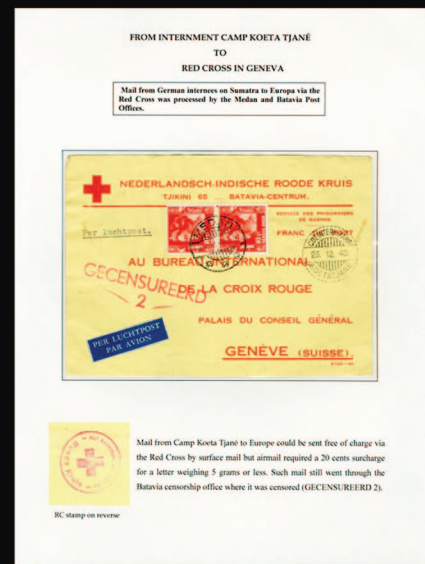 FROM INTERNMENT CAMP KOETA TJANÉ
TO
RED CROSS IN GENEVA
Mail from German internees on Sumatra to Europa via the
Red Cross was processed by the Medan and Batavia Post
Offices.
NEDERLANDSCH-INDISCHE ROODE KRUIS
TJIKINI 65 BATAVIA-CENTRUM.
SERVICE DES PRISONNIERS
DE GUERRE
Per luchtpost.
FRANC DE PORT
AU BUREAU INTERNATIONAL
DE LA CROIX ROUGE
GECENSUREERD
2
PALAIS DU CONSEIL GÉNÉRAL
PER LUCHTPOST
PAR AVION
GENÈVE (SUISSE).
Mail from Camp Koeta Tjané to Europe could be sent free of charge via
the Red Cross by surface mail but airmail required a 20 cents surcharge
for a letter weighing 5 grams or less. Such mail still went through the
Batavia censorship office where it was censored (GECENSUREERD 2).
RC stamp on reverse